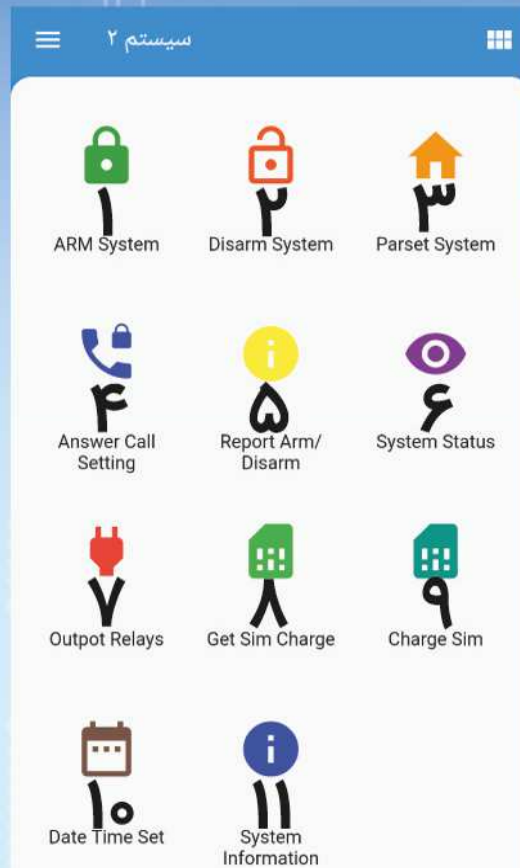 سیستم ۲
۱ ۲ ۳
ARM System Disarm System Parset System
۴ ۵ ۶
Answer Call Report Arm/ System Status
Setting Disarm
۷ ۸ ۹
Outpot Relays Get Sim Charge Charge Sim
۱۰ ۱۱
Date Time Set System
Information